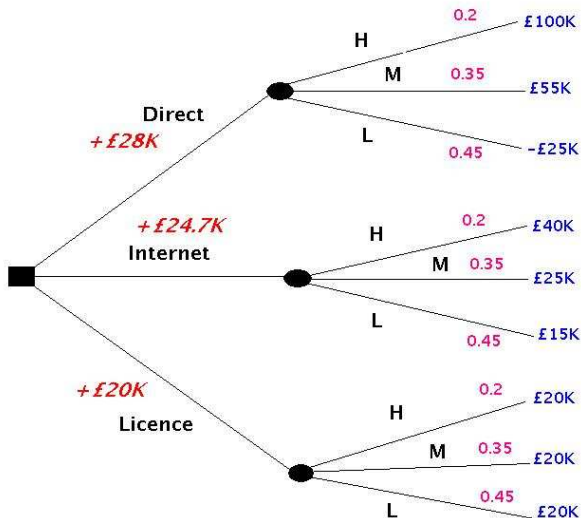 0.2
£100K
H
M
0.35
£55K
Direct
+£28K
L
0.45
-£25K
+£24.7K
Internet
H
0.2
£40K
M
0.35
£25K
L
0.45
£15K
+£20K
Licence
H
0.2
£20K
M
0.35
£20K
L
0.45
£20K